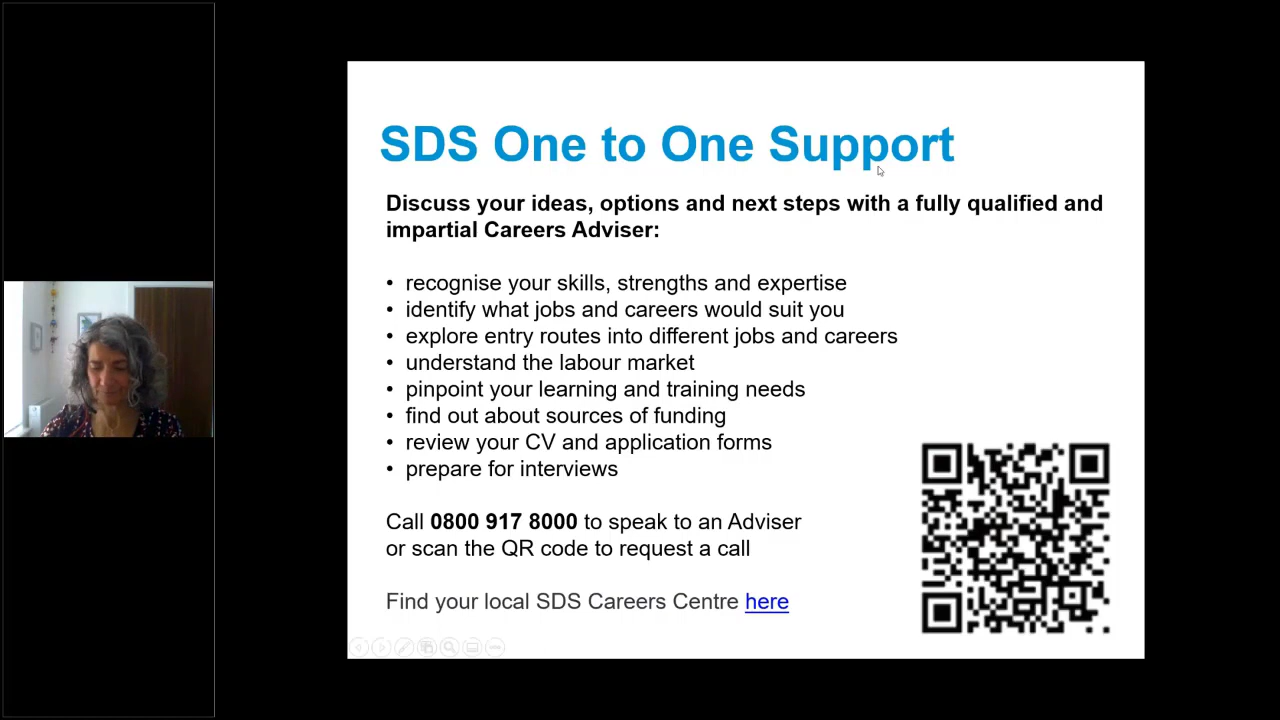 SDS One to One Support
Discuss your ideas, options and next steps with a fully qualified and
impartial Careers Adviser:
• recognise your skills, strengths and expertise
• identify what jobs and careers would suit you
• explore entry routes into different jobs and careers
• understand the labour market
• pinpoint your learning and training needs
• find out about sources of funding
• review your CV and application forms
• prepare for interviews
Call 0800 917 8000 to speak to an Adviser
or scan the QR code to request a call
Find your local SDS Careers Centre here